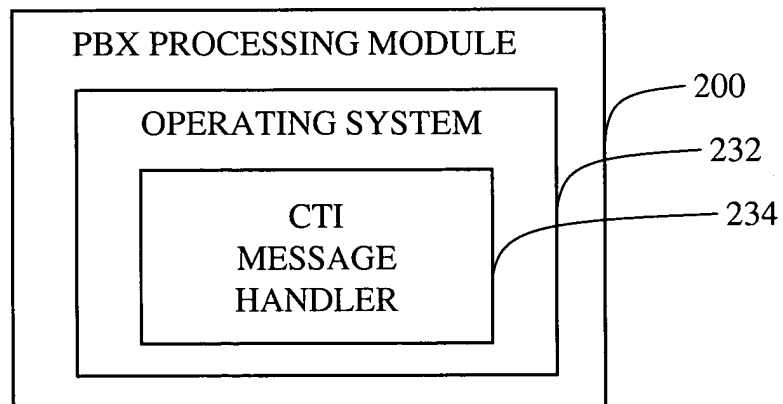 PBX PROCESSING MODULE
OPERATING SYSTEM
CTI
MESSAGE
HANDLER
200
232
234